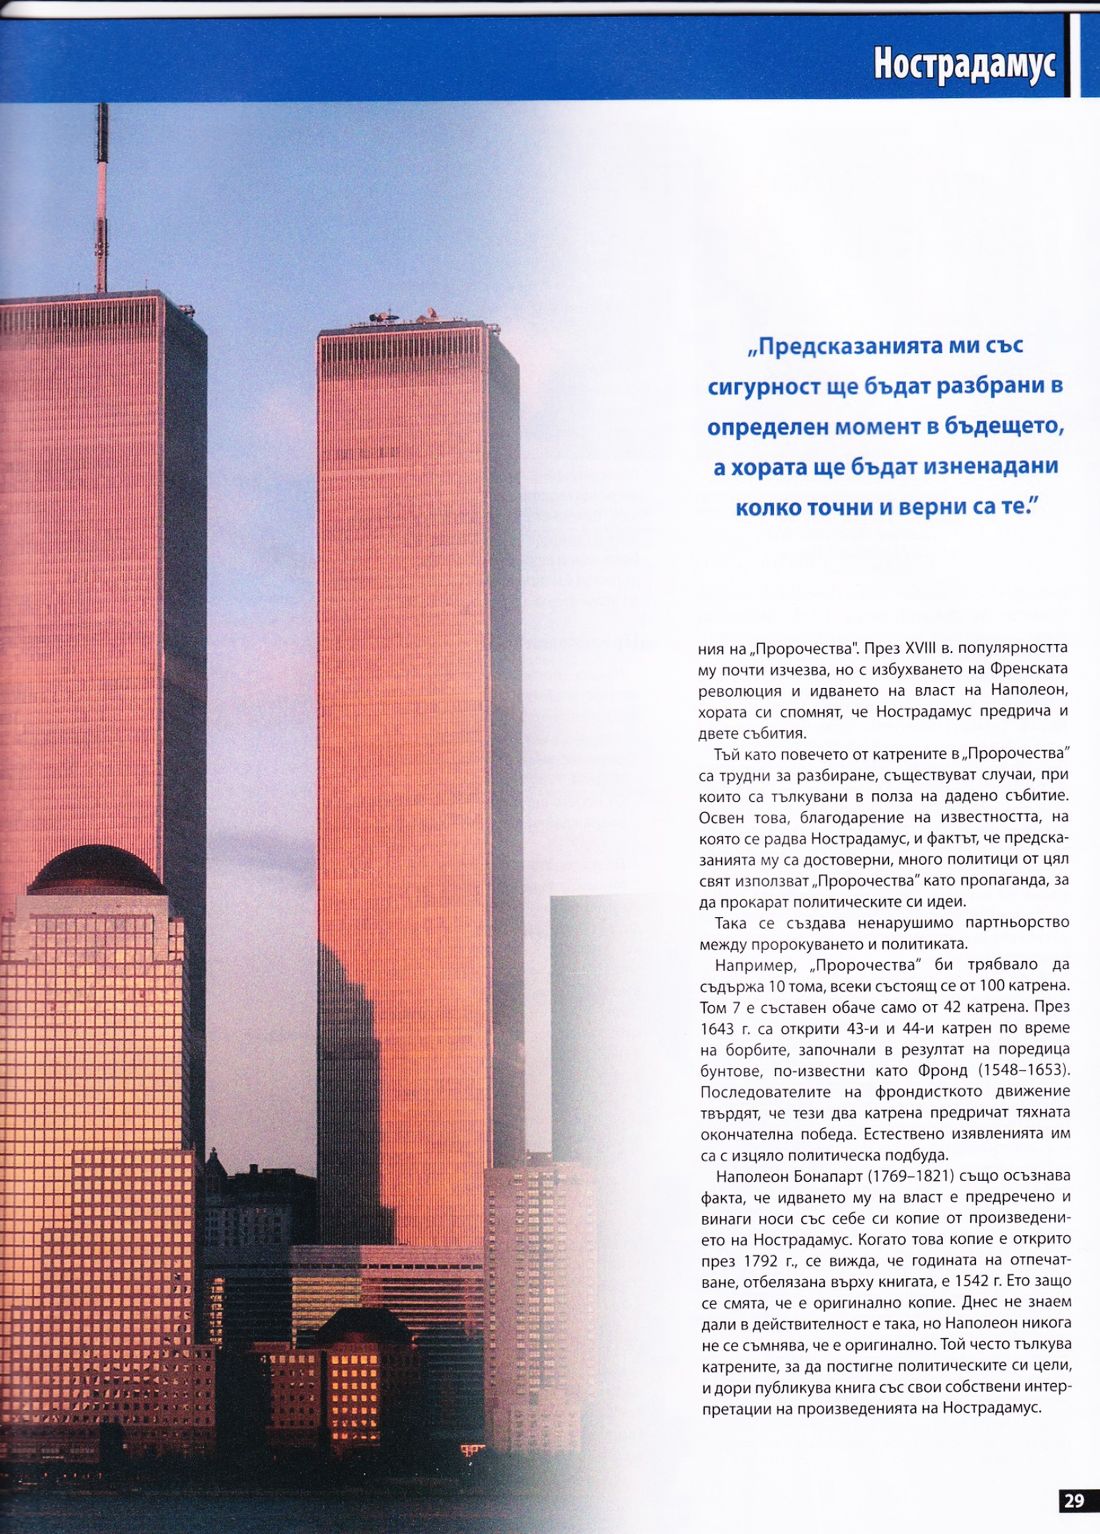 Нострадамус
„Предсказанията ми със
сигурност ще бъдат разбрани в
определен момент в бъдещето,
а хората ще бъдат изненадани
колко точни и верни са те.”
ния на „Пророчества". През XVIII в. популярността
му почти изчезва, но с избухването на Френската
революция и идването на власт на Наполеон,
хората си спомнят, че Нострадамус предрича и
двете събития.
Тъй като повечето от катрените в „Пророчества”
са трудни за разбиране, съществуват случаи, при
които са тълкувани в полза на дадено събитие.
Освен това, благодарение на известността, на
която се радва Нострадамус, и фактът, че предска-
занията му са достоверни, много политици от цял
свят използват „Пророчества” като пропаганда, за
да прокарат политическите си идеи.
Така се създава ненарушимо партньорство
между пророкуването и политиката.
Например, „Пророчества” би трябвало да
съдържа 10 тома, всеки състоящ се от 100 катрена.
Том 7 е съставен обаче само от 42 катрена. През
1643 г. са открити 43-и и 44-и катрен по време
на борбите, започнали в резултат на поредица
бунтове, по-известни като Фронд (1548–1653).
Последователите на фрондисткото движение
твърдят, че тези два катрена предричат тяхната
окончателна победа. Естествено изявленията им
са с изцяло политическа подбуда.
Наполеон Бонапарт (1769–1821) също осъзнава
факта, че идването му на власт е предречено и
винаги носи със себе си копие от произведени-
ето на Нострадамус. Когато това копие е открито
през 1792 г., се вижда, че годината на отпечат-
ване, отбелязана върху книгата, е 1542 г. Ето защо
се смята, че е оригинално копие. Днес не знаем
дали в действителност е така, но Наполеон никога
не се съмнява, че е оригинално. Той често тълкува
катрените, за да постигне политическите си цели,
и дори публикува книга със свои собствени интер-
претации на произведенията на Нострадамус.
29